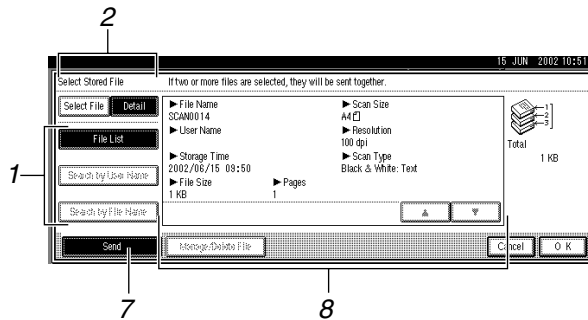 2
15 JUN 2002 10:51
Select Stored File
If two or more files are selected, they will be sent together.
Select File
Detail
▶ File Name
SCAN0014
▶ Scan Size
A4
▶ User Name
▶ Resolution
100 dpi
▶ Storage Time
2002/06/15 09:50
▶ Scan Type
Black & White: Text
▶ File Size
1 KB
▶ Pages
1
1
2
3
Total
1 KB
File List
1
Search by User Name
Search by File Name
▲
▼
Send
Manage/Delete File
Cancel
O K
7
8